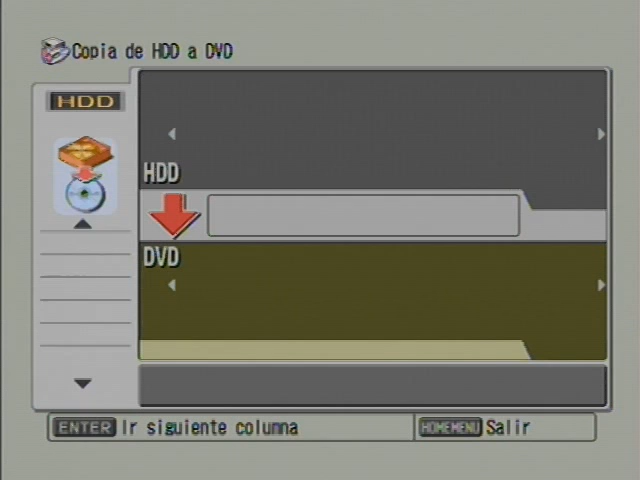 Copia de HDD a DVD
HDD
HDD
DVD
ENTER Ir siguiente columna
HOMEMENU Salir